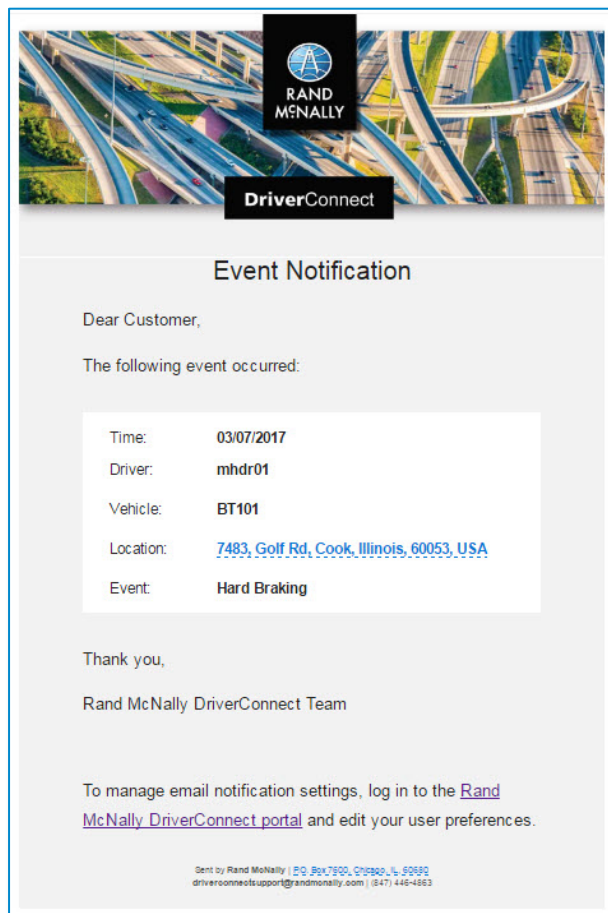 RAND
MCNALLY
DriverConnect
Event Notification
Dear Customer,
The following event occurred:
Time: 03/07/2017
Driver: mhdr01
Vehicle: BT101
Location: 7483, Golf Rd, Cook, Illinois, 60053, USA
Event: Hard Braking
Thank you,
Rand McNally DriverConnect Team
To manage email notification settings, log in to the Rand
McNally DriverConnect portal and edit your user preferences.
Sent by Rand McNally | P.O. Box 7600, Chicago, IL, 60680
driverconnectsupport@randmcnally.com | (847) 446-4863